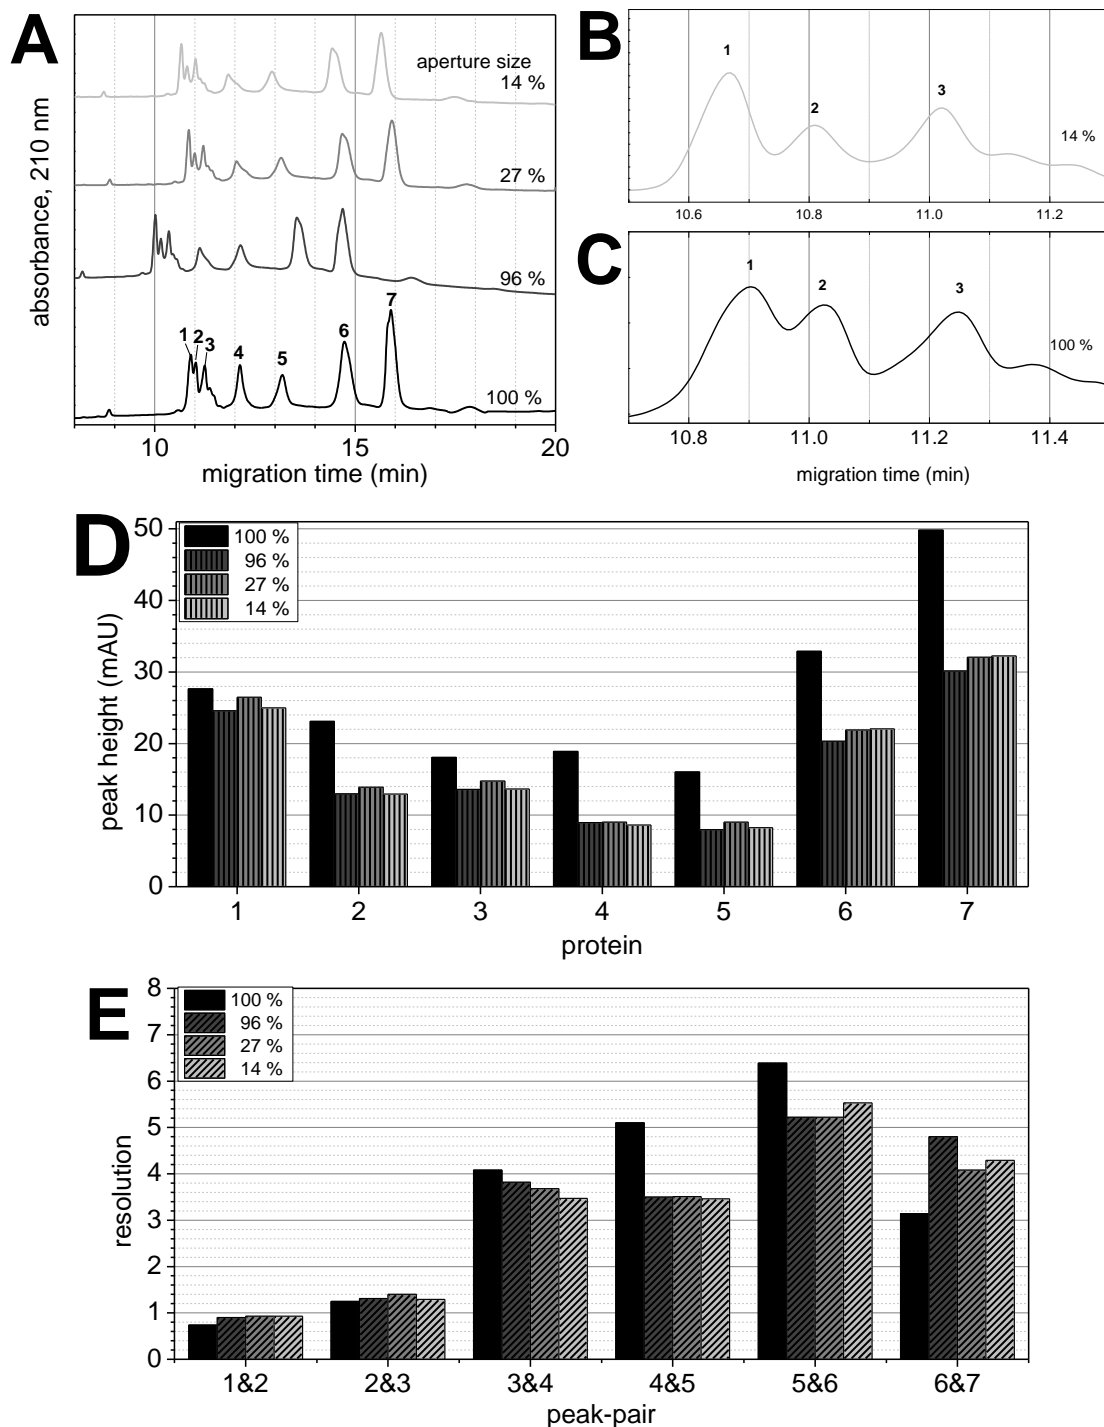 A
absorbance, 210 nm
aperture size
14 %
27 %
96 %
1 2 3 4 5 6 7
100 %
10 15 20
migration time (min)
B
1 2 3
14 %
10.6 10.8 11.0 11.2
C
1 2 3
100 %
10.8 11.0 11.2 11.4
migration time (min)
D
peak height (mAU)
50
40
30
20
10
0
100 %
96 %
27 %
14 %
1 2 3 4 5 6 7
protein
E
resolution
8
7
6
5
4
3
2
1
0
100 %
96 %
27 %
14 %
1&2 2&3 3&4 4&5 5&6 6&7
peak-pair